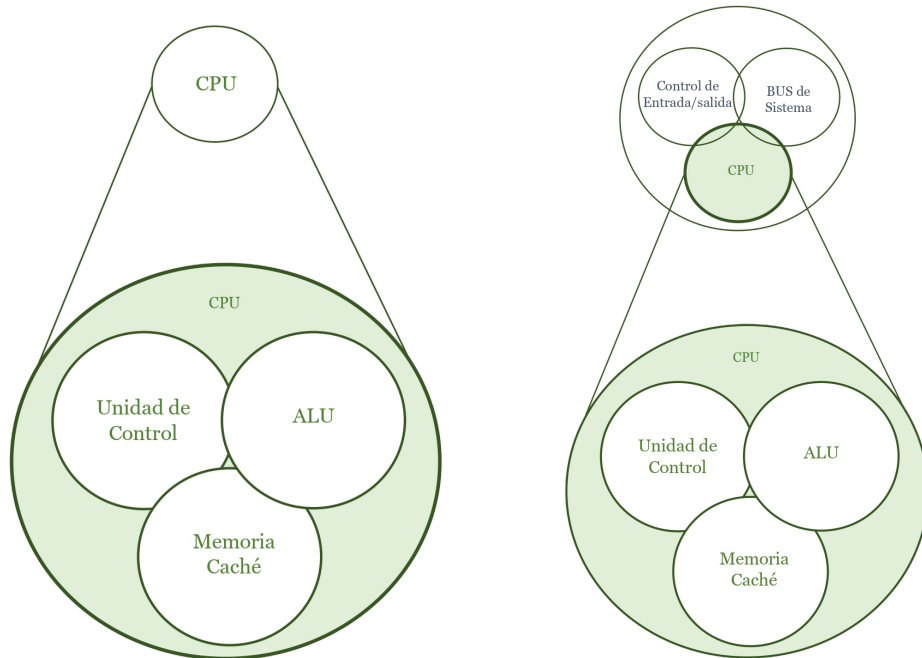 CPU
CPU
Unidad de
Control
ALU
Memoria
Caché
Control de
Entrada/salida
BUS de
Sistema
CPU
CPU
Unidad de
Control
ALU
Memoria
Caché